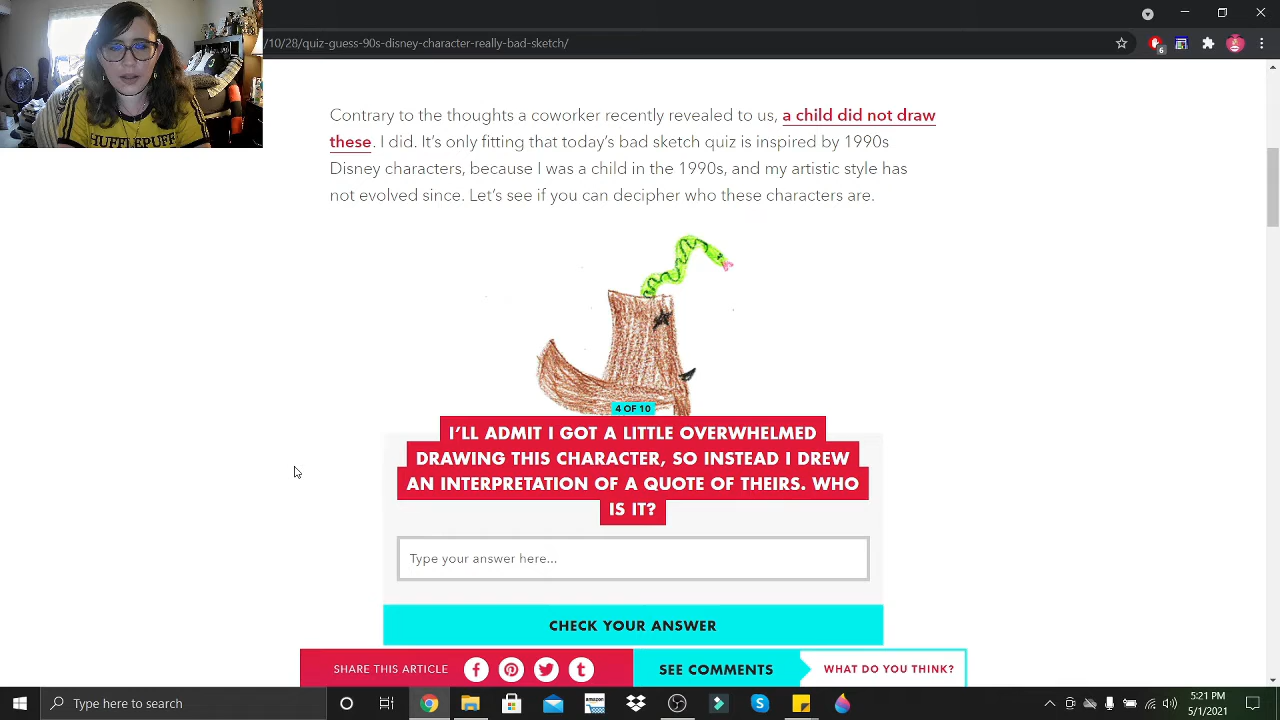 /10/28/quiz-guess-90s-disney-character-really-bad-sketch/
6
HUFFLEPUFF
Contrary to the thoughts a coworker recently revealed to us, a child did not draw
these. I did. It’s only fitting that today’s bad sketch quiz is inspired by 1990s
Disney characters, because I was a child in the 1990s, and my artistic style has
not evolved since. Let’s see if you can decipher who these characters are.
4 OF 10
I’LL ADMIT I GOT A LITTLE OVERWHELMED
DRAWING THIS CHARACTER, SO INSTEAD I DREW
AN INTERPRETATION OF A QUOTE OF THEIRS. WHO
IS IT?
Type your answer here...
CHECK YOUR ANSWER
SHARE THIS ARTICLE
SEE COMMENTS
WHAT DO YOU THINK?
Type here to search
amazon
5:21 PM
5/1/2021